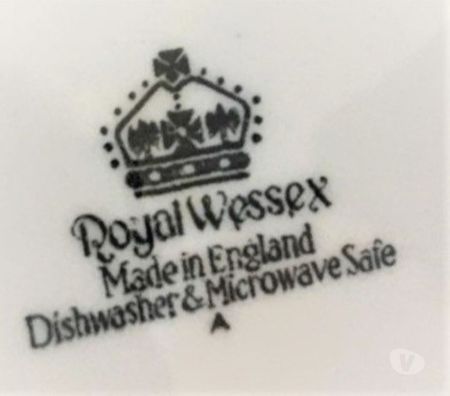 Royal Wessex
Made in England
Dishwasher & Microwave Safe
A
V